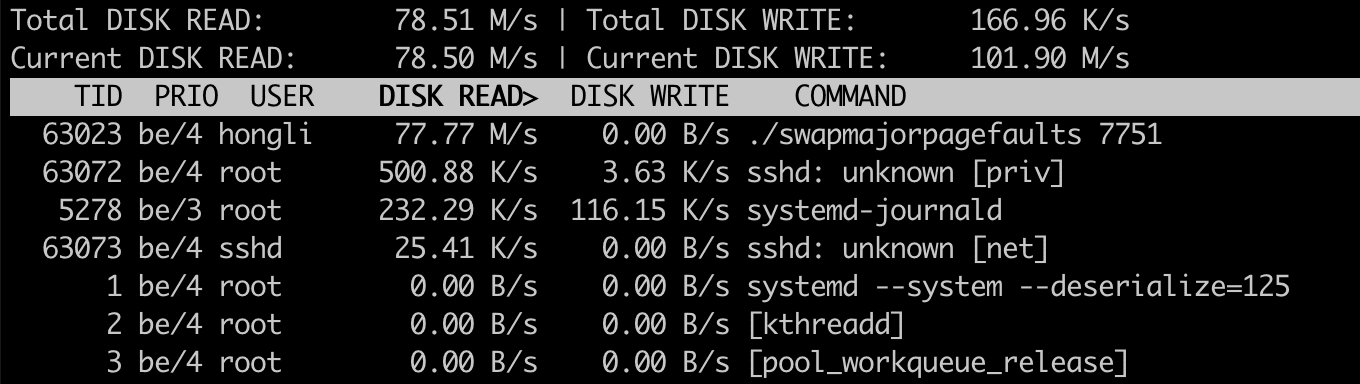 Total DISK READ:        78.51 M/s | Total DISK WRITE:       166.96 K/s
Current DISK READ:      78.50 M/s | Current DISK WRITE:     101.90 M/s
    TID  PRIO  USER    DISK READ>  DISK WRITE    COMMAND
  63023 be/4 hongli     77.77 M/s    0.00 B/s ./swapmajorpagefaults 7751
  63072 be/4 root      500.88 K/s    3.63 K/s sshd: unknown [priv]
   5278 be/3 root      232.29 K/s  116.15 K/s systemd-journald
  63073 be/4 sshd       25.41 K/s    0.00 B/s sshd: unknown [net]
      1 be/4 root        0.00 B/s    0.00 B/s systemd --system --deserialize=125
      2 be/4 root        0.00 B/s    0.00 B/s [kthreadd]
      3 be/4 root        0.00 B/s    0.00 B/s [pool_workqueue_release]